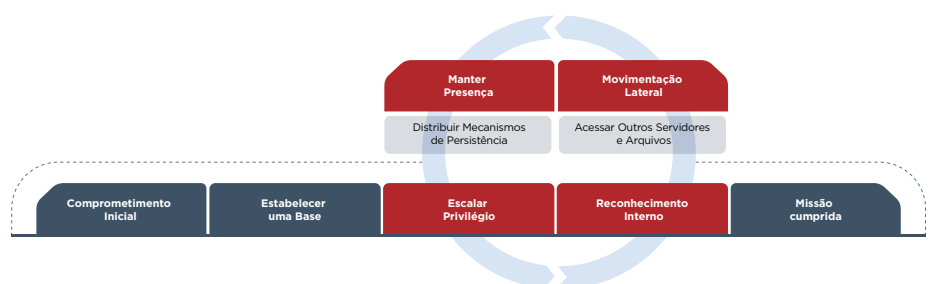 Manter
Presença
Movimentação
Lateral
Distribuir Mecanismos
de Persistência
Acessar Outros Servidores
e Arquivos
Comprometimento
Inicial
Estabelecer
uma Base
Escalar
Privilégio
Reconhecimento
Interno
Missão
cumprida